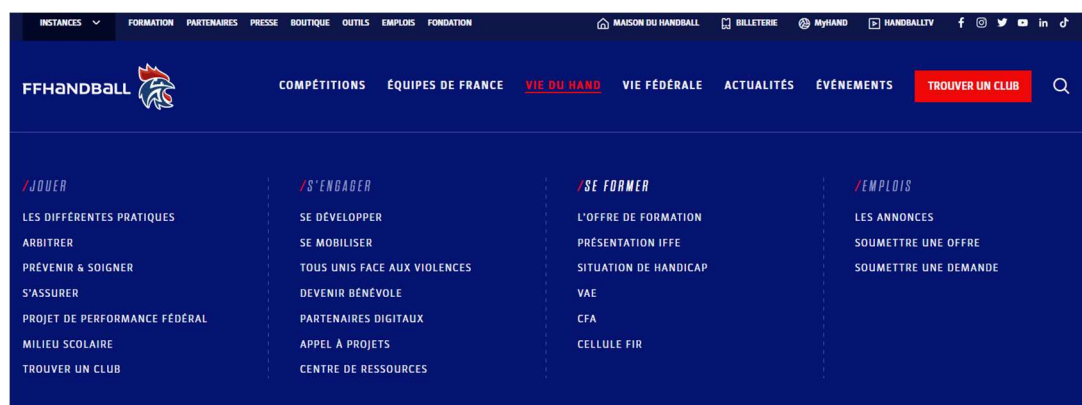 INSTANCES FORMATION PARTENAIRES PRESSE BOUTIQUE OUTILS EMPLOIS FONDATION MAISON DU HANDBALL BILLETERIE MyHAND HANDBALLTV
FFHANDBALL COMPÉTITIONS ÉQUIPES DE FRANCE VIE DU HAND VIE FÉDÉRALE ACTUALITÉS ÉVÉNEMENTS TROUVER UN CLUB
/JOUER
LES DIFFÉRENTES PRATIQUES
ARBITRER
PRÉVENIR & SOIGNER
S'ASSURER
PROJET DE PERFORMANCE FÉDÉRAL
MILIEU SCOLAIRE
TROUVER UN CLUB
/S'ENGAGER
SE DÉVELOPPER
SE MOBILISER
TOUS UNIS FACE AUX VIOLENCES
DEVENIR BÉNÉVOLE
PARTENAIRES DIGITAUX
APPEL À PROJETS
CENTRE DE RESSOURCES
/SE FORMER
L'OFFRE DE FORMATION
PRÉSENTATION IFFE
SITUATION DE HANDICAP
VAE
CFA
CELLULE FIR
/EMPLOIS
LES ANNONCES
SOUMETTRE UNE OFFRE
SOUMETTRE UNE DEMANDE